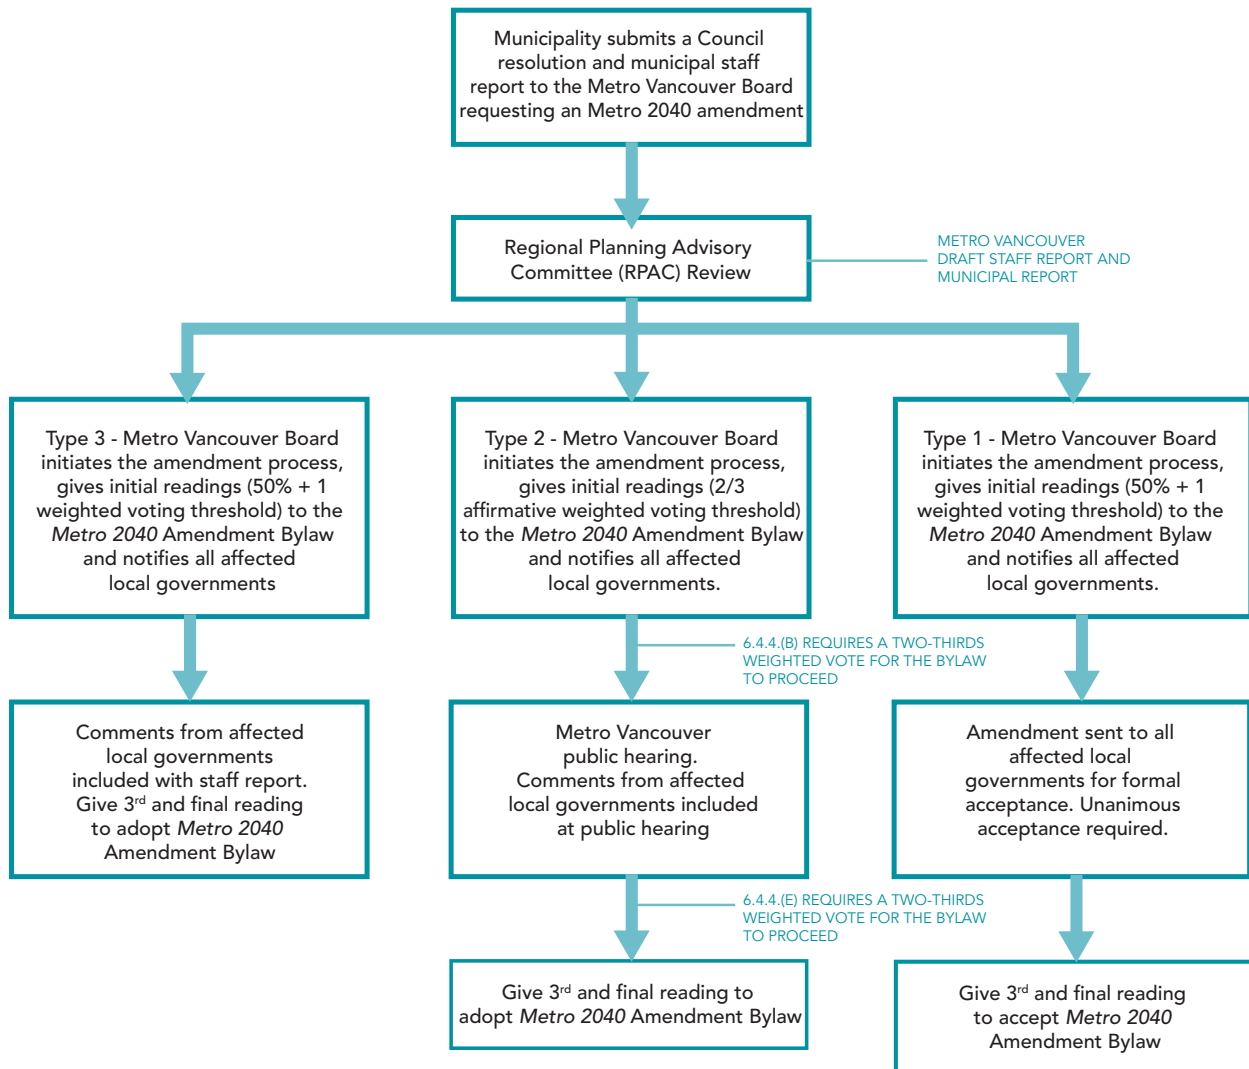 Municipality submits a Council
resolution and municipal staff
report to the Metro Vancouver Board
requesting an Metro 2040 amendment
Regional Planning Advisory
Committee (RPAC) Review
METRO VANCOUVER
DRAFT STAFF REPORT AND
MUNICIPAL REPORT
Type 3 - Metro Vancouver Board
initiates the amendment process,
gives initial readings (50% + 1
weighted voting threshold) to the
Metro 2040 Amendment Bylaw
and notifies all affected
local governments
Type 2 - Metro Vancouver Board
initiates the amendment process,
gives initial readings (2/3
affirmative weighted voting threshold)
to the Metro 2040 Amendment Bylaw
and notifies all affected
local governments.
Type 1 - Metro Vancouver Board
initiates the amendment process,
gives initial readings (50% + 1
weighted voting threshold) to the
Metro 2040 Amendment Bylaw
and notifies all affected
local governments.
6.4.4.(B) REQUIRES A TWO-THIRDS
WEIGHTED VOTE FOR THE BYLAW
TO PROCEED
Comments from affected
local governments
included with staff report.
Give 3rd and final reading
to adopt Metro 2040
Amendment Bylaw
Metro Vancouver
public hearing.
Comments from affected
local governments included
at public hearing
Amendment sent to all
affected local
governments for formal
acceptance. Unanimous
acceptance required.
6.4.4.(E) REQUIRES A TWO-THIRDS
WEIGHTED VOTE FOR THE BYLAW
TO PROCEED
Give 3rd and final reading to
adopt Metro 2040 Amendment Bylaw
Give 3rd and final reading
to accept Metro 2040
Amendment Bylaw